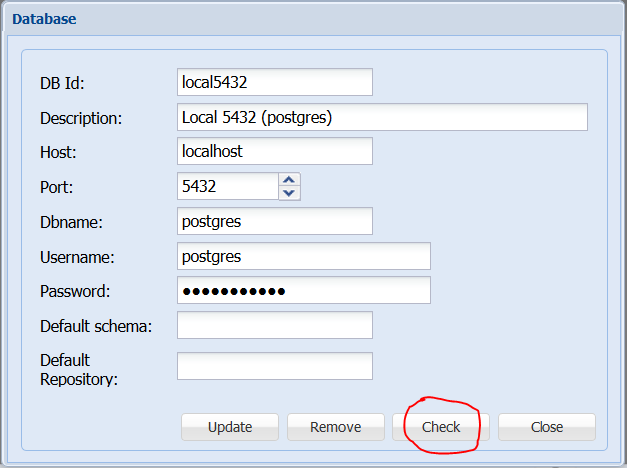 Database
DB Id: local5432
Description: Local 5432 (postgres)
Host: localhost
Port: 5432
Dbname: postgres
Username: postgres
Password: ●●●●●●●●●●●
Default schema:
Default
Repository:
Update Remove Check Close